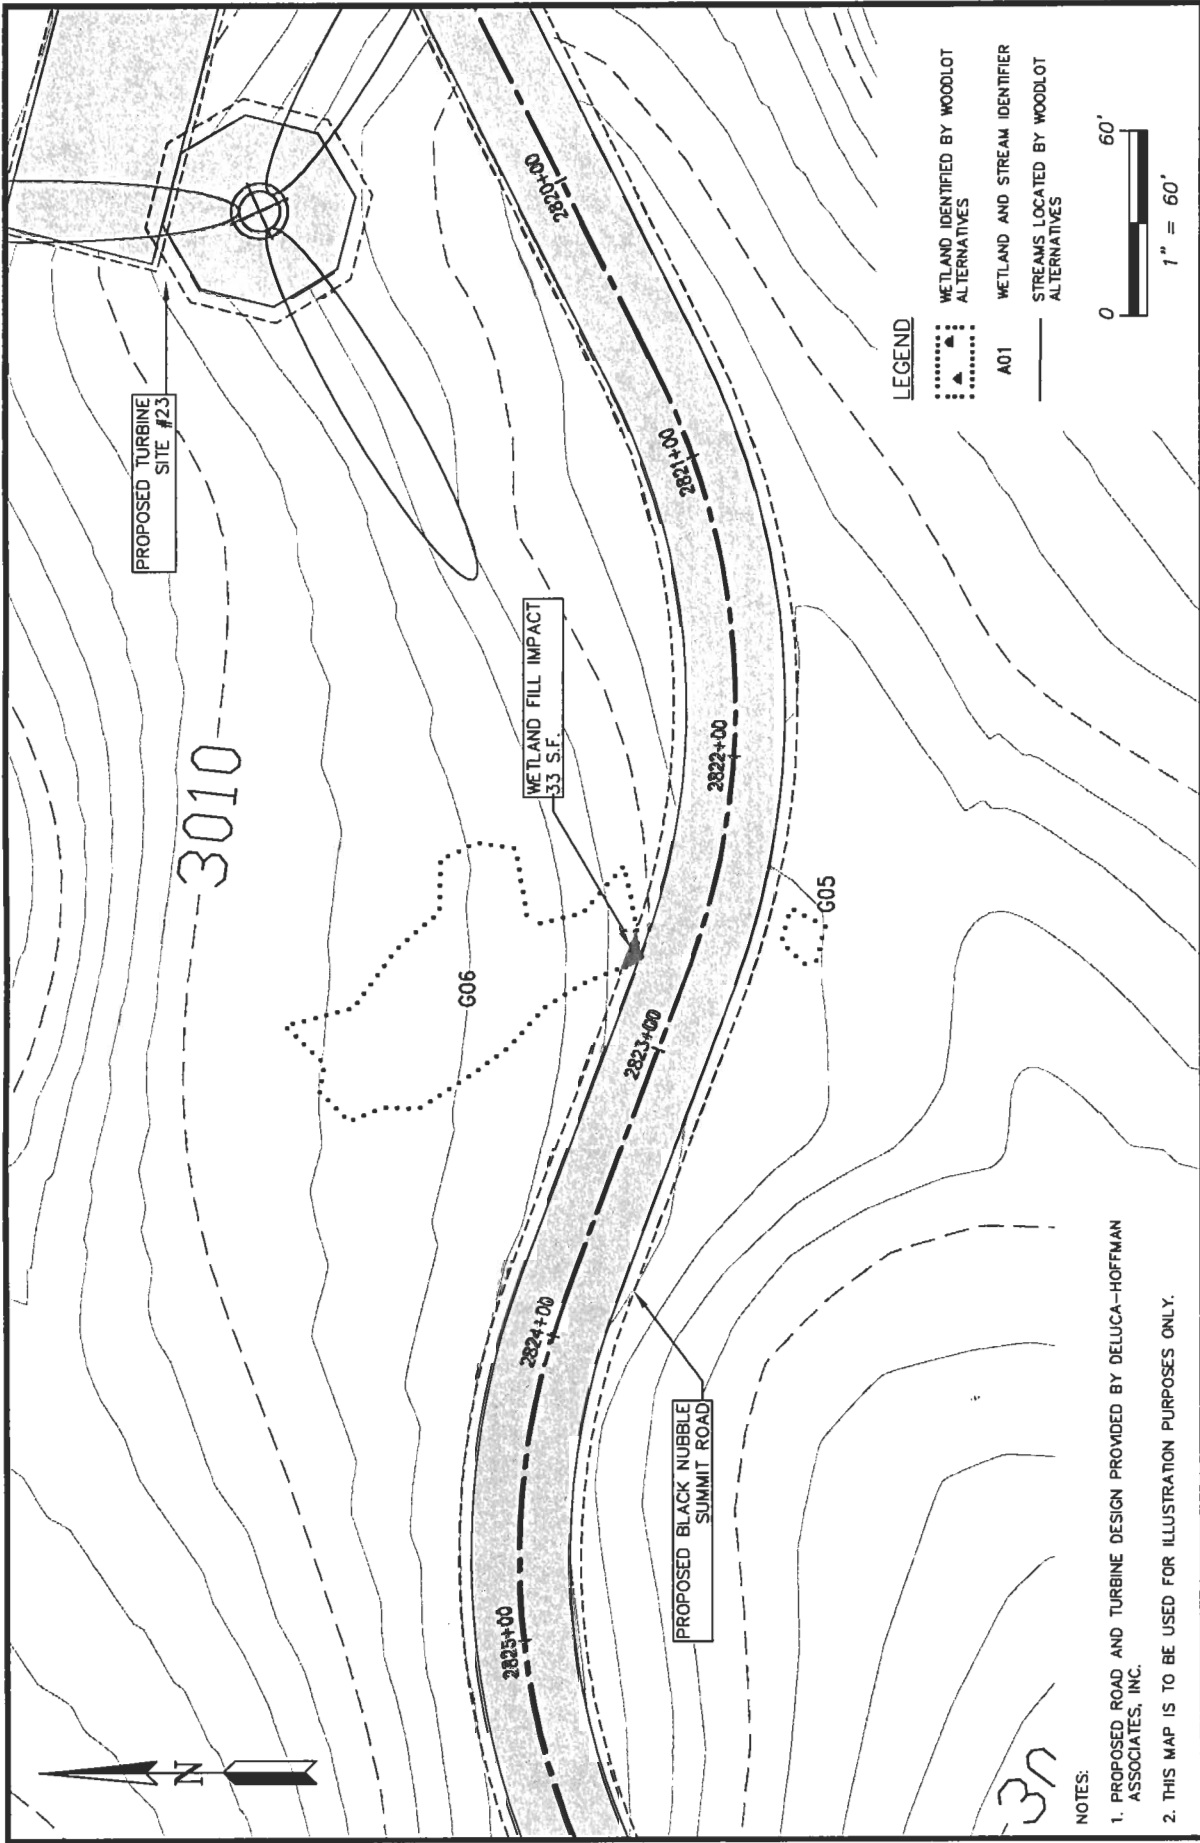 PROPOSED TURBINE
SITE #23
3010
WETLAND FILL IMPACT
33 S.F.
G06
G05
2820+00
2821+00
2822+00
2823+00
2824+00
2825+00
PROPOSED BLACK NUBBLE
SUMMIT ROAD
N
LEGEND
WETLAND IDENTIFIED BY WOODLOT
ALTERNATIVES
A01 WETLAND AND STREAM IDENTIFIER
STREAMS LOCATED BY WOODLOT
ALTERNATIVES
0 60'
1" = 60'
NOTES:
1. PROPOSED ROAD AND TURBINE DESIGN PROVIDED BY DELUCA-HOFFMAN
ASSOCIATES, INC.
2. THIS MAP IS TO BE USED FOR ILLUSTRATION PURPOSES ONLY.